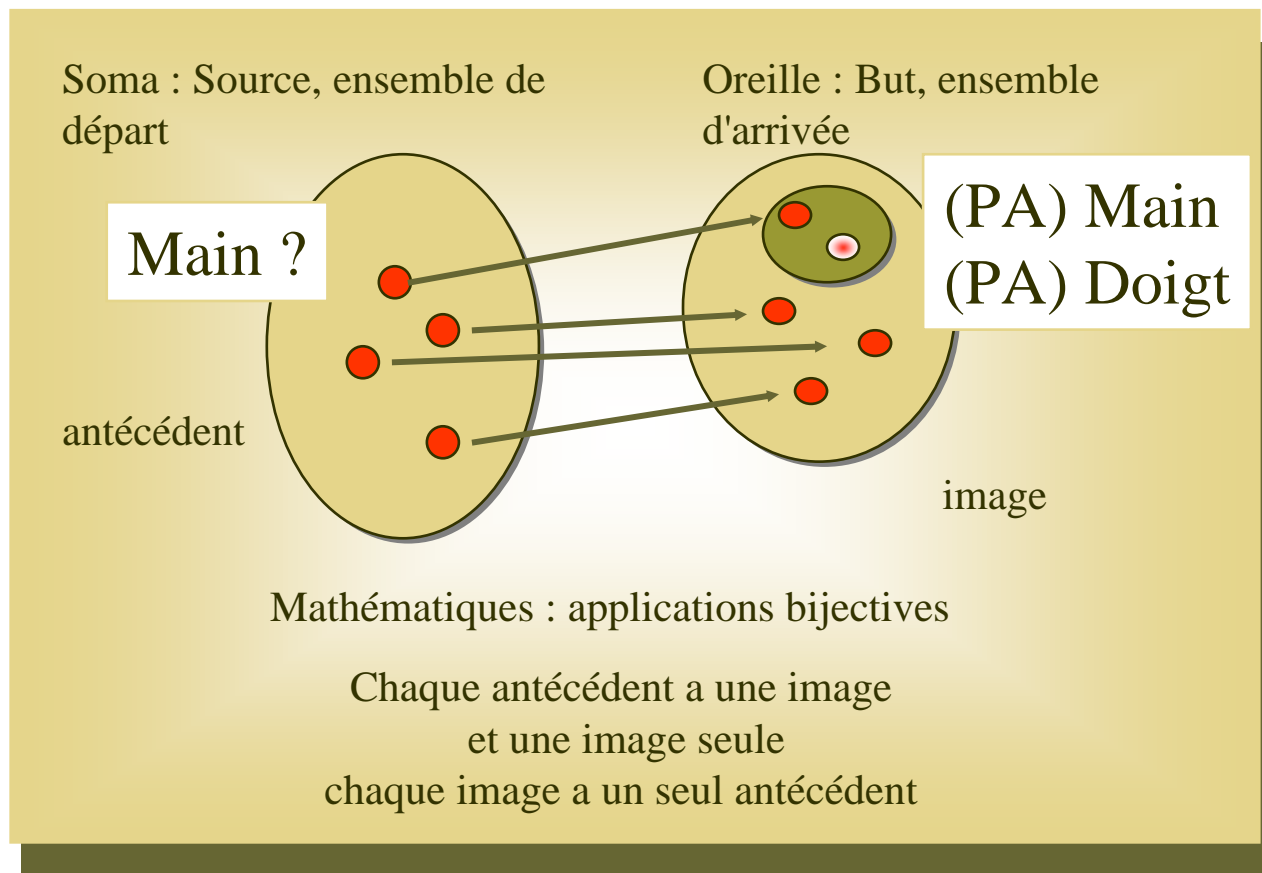 Soma : Source, ensemble de
départ
Oreille : But, ensemble
d'arrivée
Main ?
(PA) Main
(PA) Doigt
antécédent
image
Mathématiques : applications bijectives
Chaque antécédent a une image
et une image seule
chaque image a un seul antécédent